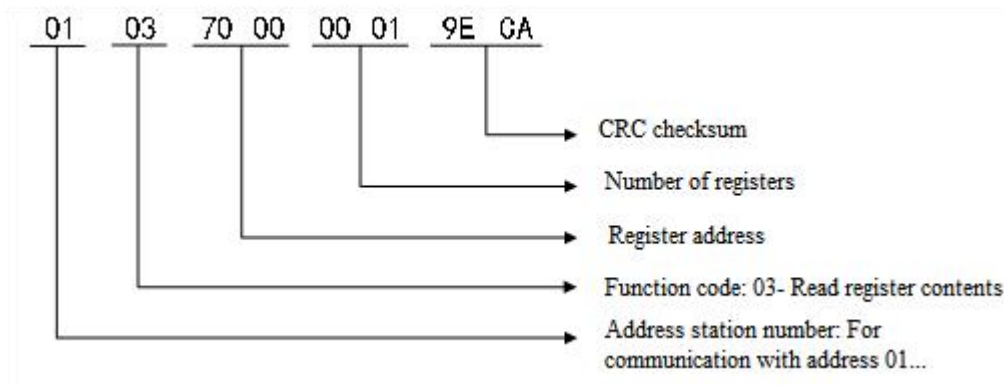 01 03 70 00 00 01 9E CA
CRC checksum
Number of registers
Register address
Function code: 03- Read register contents
Address station number: For
communication with address 01...